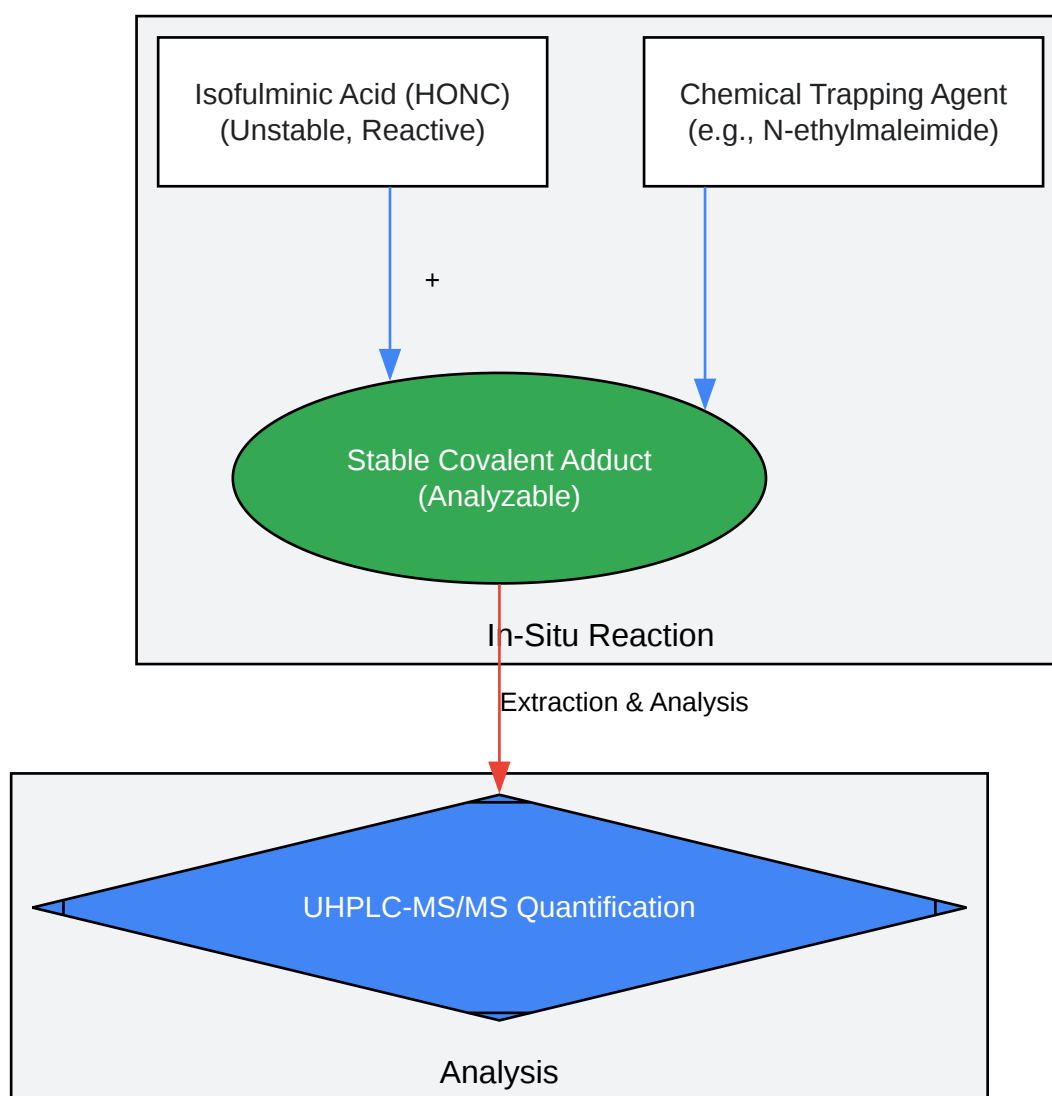 Isofulminic Acid (HONC)
(Unstable, Reactive)
Chemical Trapping Agent
(e.g., N-ethylmaleimide)
+
Stable Covalent Adduct
(Analyzable)
In-Situ Reaction
Extraction & Analysis
UHPLC-MS/MS Quantification
Analysis